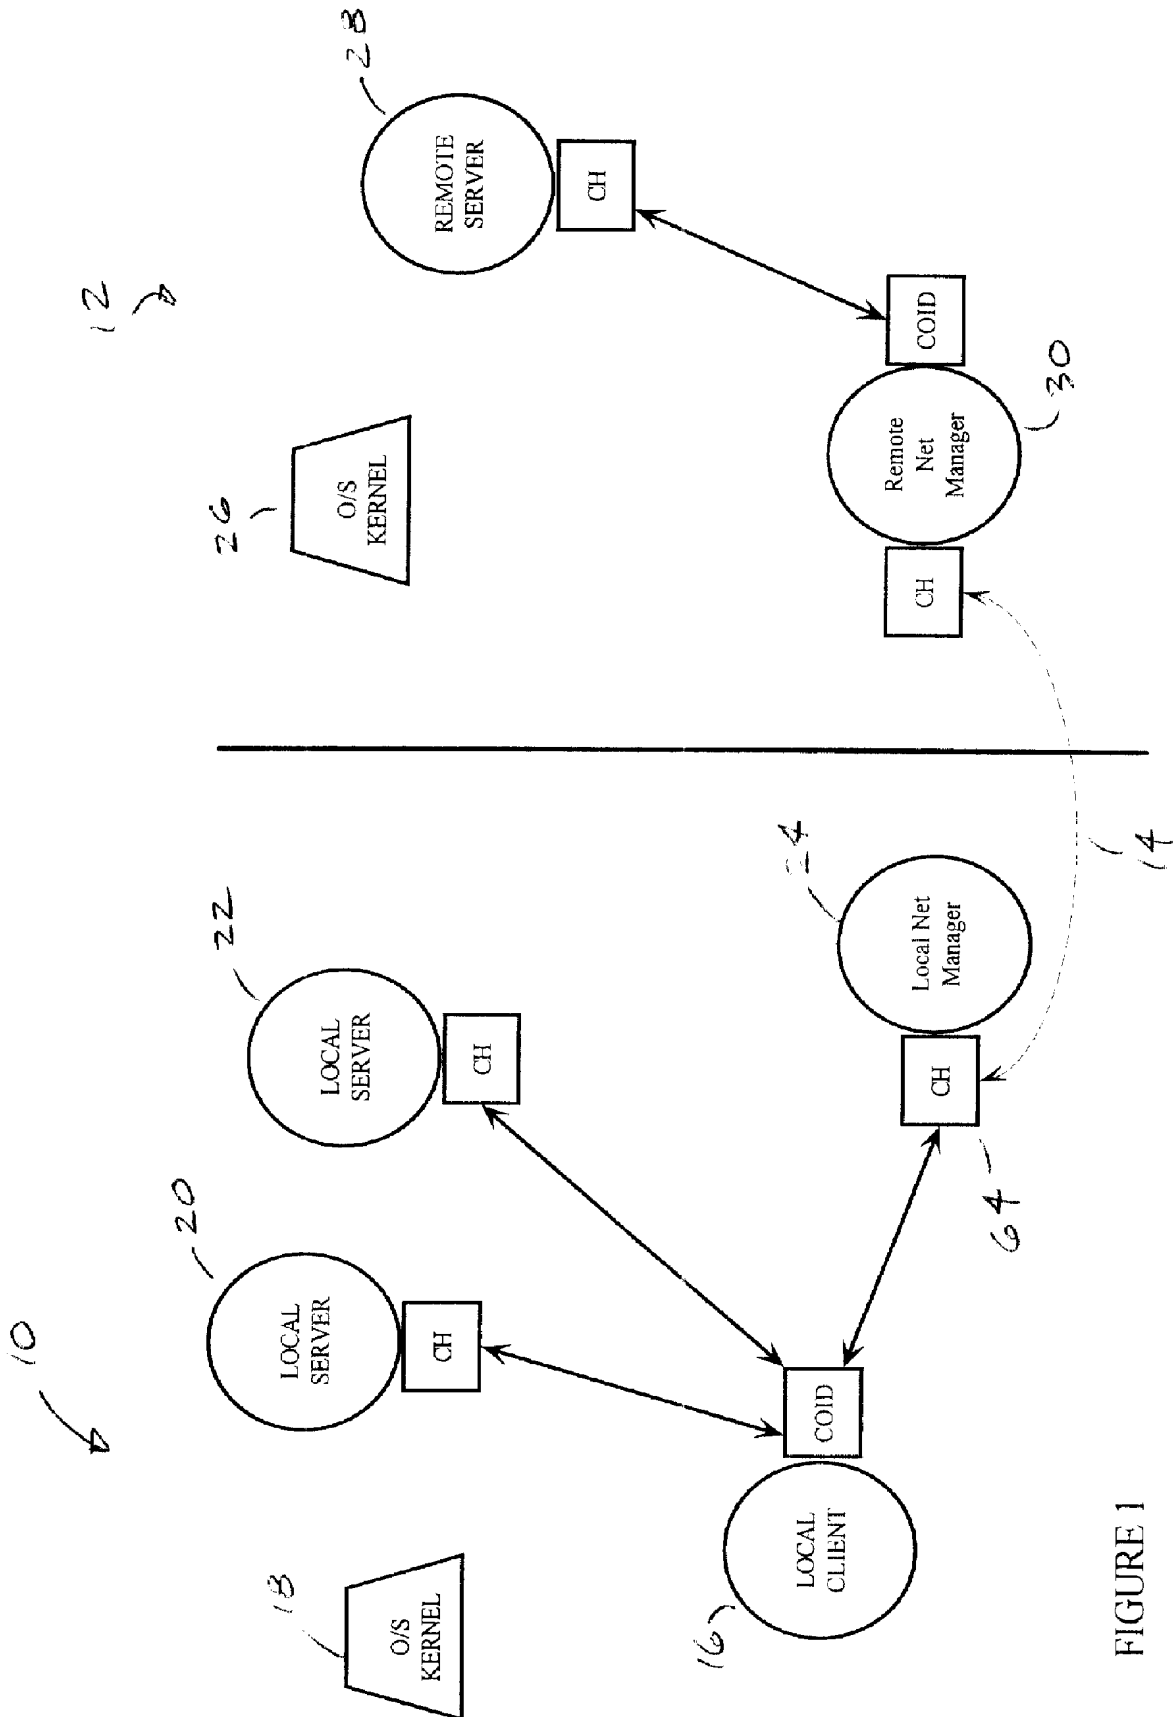 10
12
18
O/S
KERNEL
20
LOCAL
SERVER
CH
22
LOCAL
SERVER
CH
26
O/S
KERNEL
28
REMOTE
SERVER
CH
16
LOCAL
CLIENT
COID
24
Local Net
Manager
CH
64
14
CH
Remote
Net
Manager
COID
30
FIGURE 1